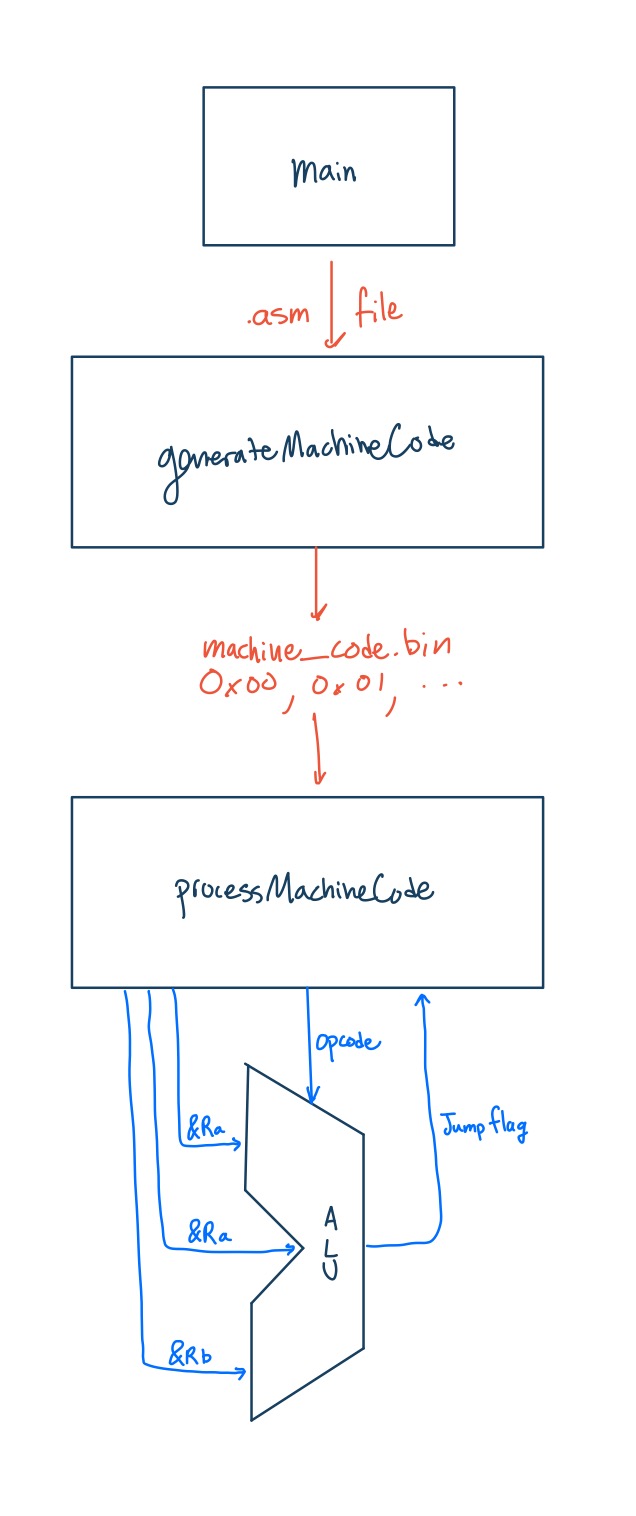 Main
.asm file
generateMachineCode
machine_code.bin
0x00, 0x01, ...
processMachineCode
Opcode
&Ra
Jump flag
&Ra
A
L
U
&Rb